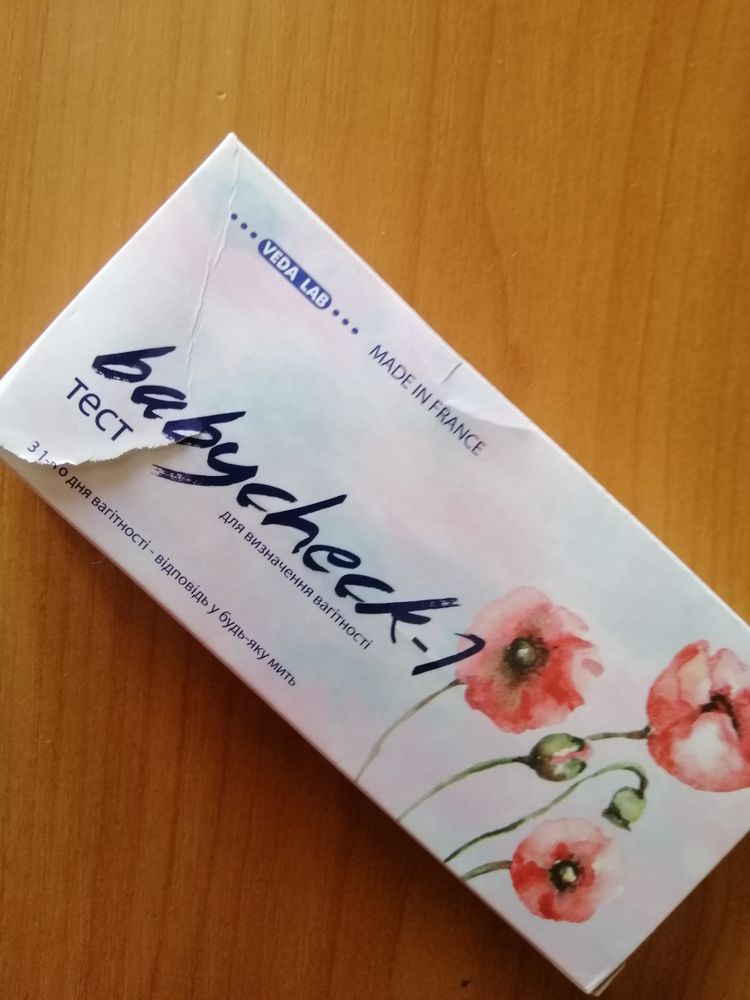 VEDA LAB
MADE IN FRANCE
babycheck-1
тест
для визначення вагітності
З 1-го дня вагітності - відповідь у будь-яку мить